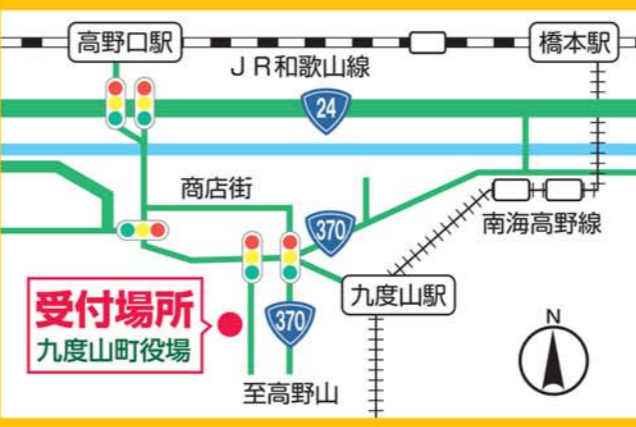 高野口駅
橋本駅
JR和歌山線
24
商店街
370
南海高野線
九度山駅
受付場所
九度山町役場
370
至高野山
N